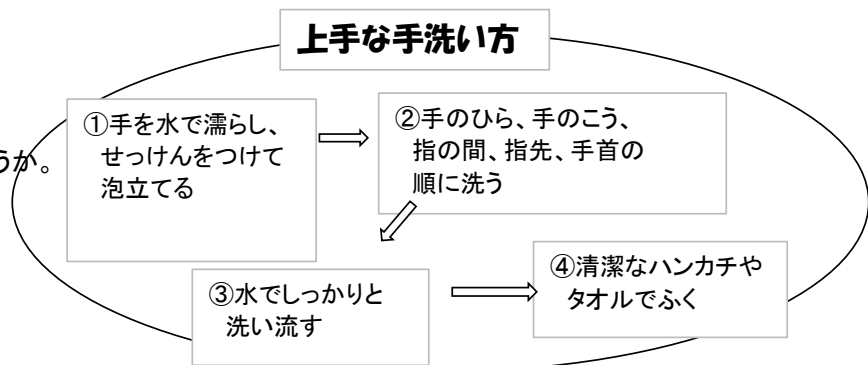 上手な手洗い方
①手を水で濡らし、
せっけんをつけて
泡立てる
うか。
②手のひら、手のこう、
指の間、指先、手首の
順に洗う
③水でしっかりと
洗い流す
④清潔なハンカチや
タオルでふく